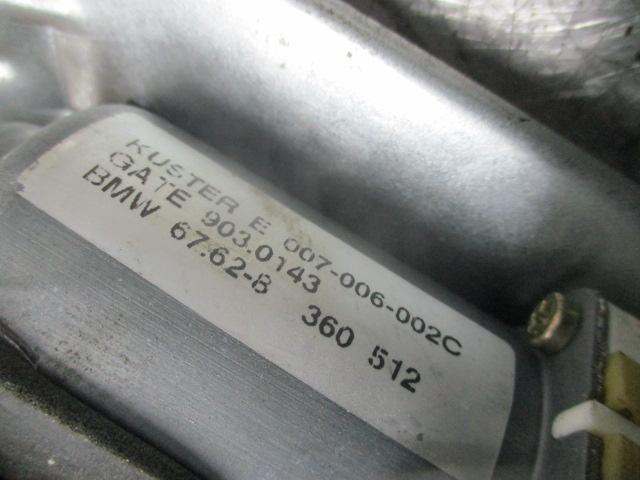 KUSTER E 007-006-002C
GATE 903.0143
BMW 67.62-8 360 512